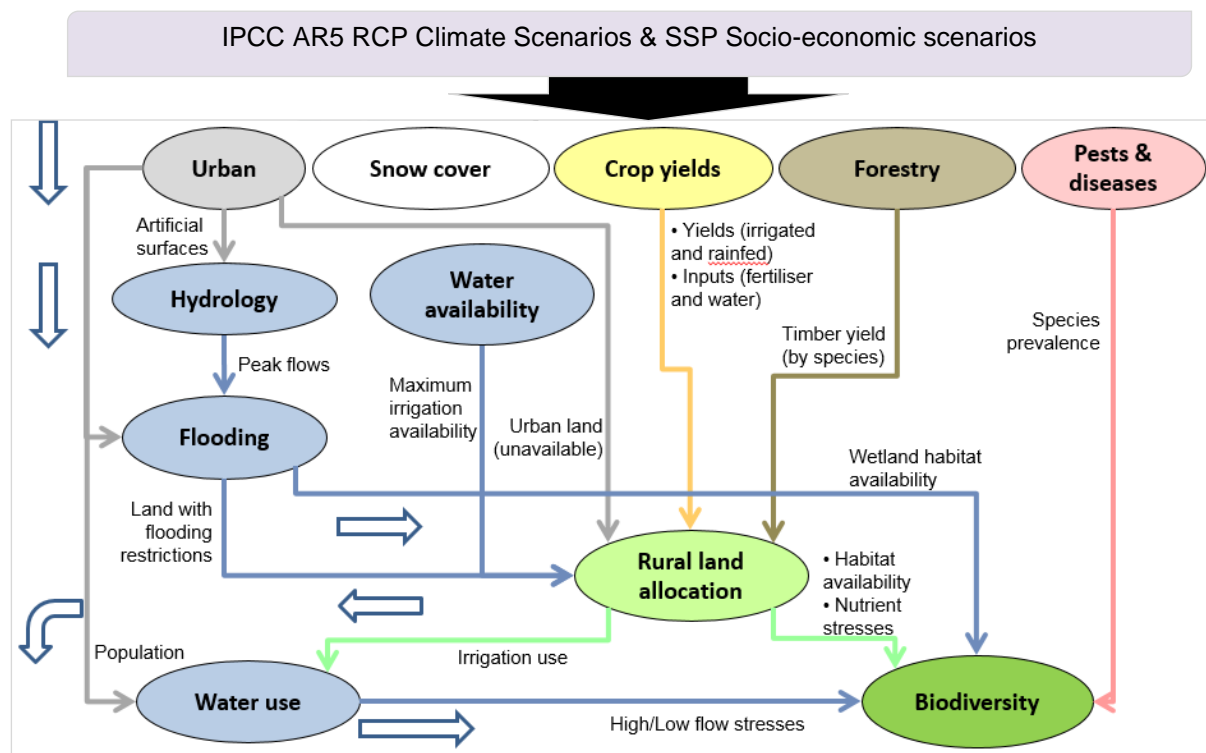 IPCC AR5 RCP Climate Scenarios & SSP Socio-economic scenarios
Urban
Snow cover
Crop yields
Forestry
Pests &
diseases
Artificial
surfaces
• Yields (irrigated
and rainfed)
• Inputs (fertiliser
and water)
Hydrology
Water
availability
Species
prevalence
Timber yield
(by species)
Peak flows
Maximum
irrigation
availability
Urban land
(unavailable)
Flooding
Wetland habitat
availability
Land with
flooding
restrictions
Rural land
allocation
• Habitat
availability
• Nutrient
stresses
Population
Irrigation use
Water use
High/Low flow stresses
Biodiversity